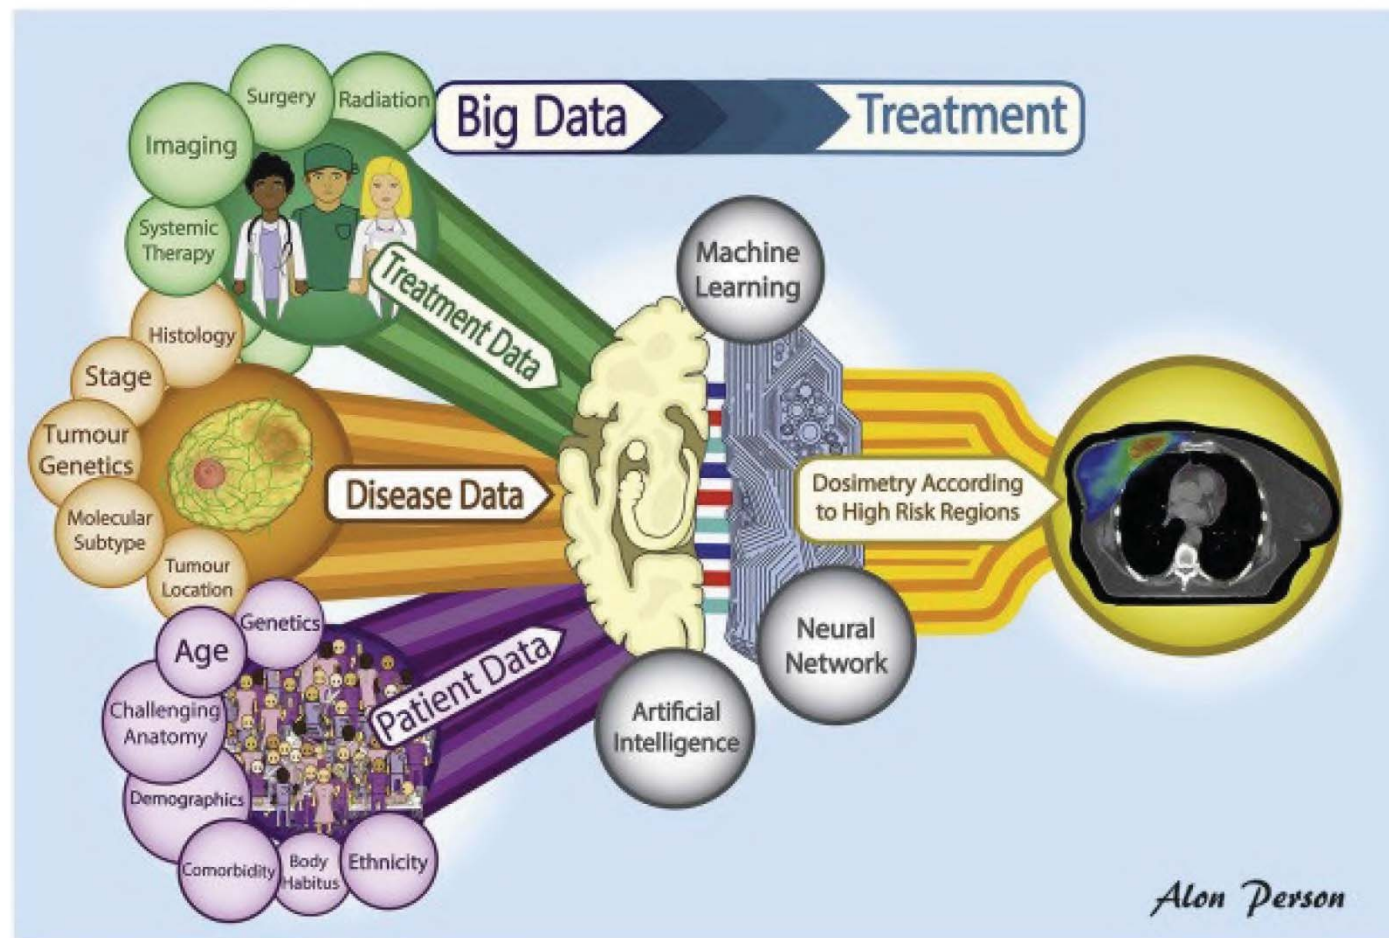 Surgery
Radiation
Imaging
Systemic
Therapy
Big Data
Treatment
Treatment Data
Machine
Learning
Histology
Stage
Tumour
Genetics
Molecular
Subtype
Tumour
Location
Disease Data
Dosimetry According
to High Risk Regions
Genetics
Age
Challenging
Anatomy
Demographics
Comorbidity
Body
Habitus
Ethnicity
Patient Data
Artificial
Intelligence
Neural
Network
Alon Person